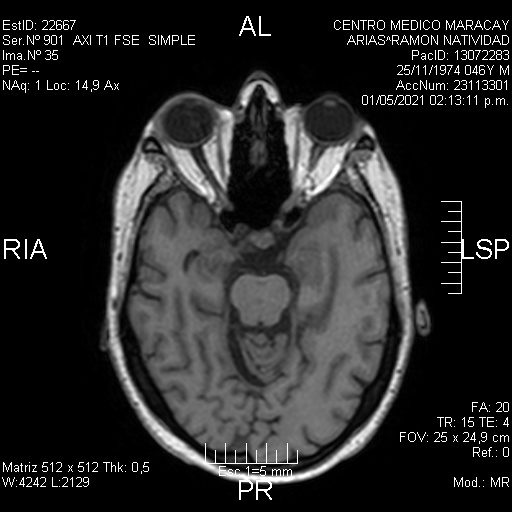 EstID: 22667
Ser.Nº 901 AXI T1 FSE SIMPLE
Ima.Nº 35
PE= --
NAq: 1 Loc: 14,9 Ax
AL
CENTRO MEDICO MARACAY
ARIAS^RAMON NATIVIDAD
PacID: 13072283
25/11/1974 046Y M
AccNum: 23113301
01/05/2021 02:13:11 p.m.
RIA
LSP
FA: 20
TR: 15 TE: 4
FOV: 25 x 24,9 cm
Ref.: 0
Matriz 512 x 512 Thk: 0,5
W:4242 L:2129
Esc 1=5 mm
PR
Mod.: MR